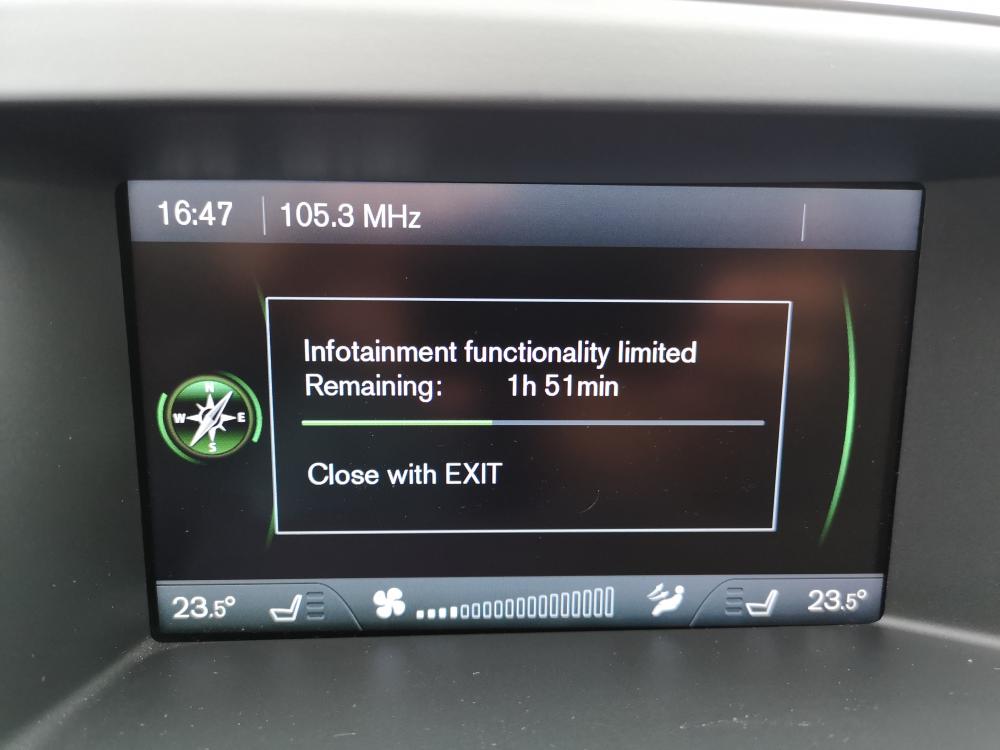 16:47 105.3 MHz
Infotainment functionality limited
Remaining: 1h 51min
N
W E
S
Close with EXIT
23.5° 23.5°